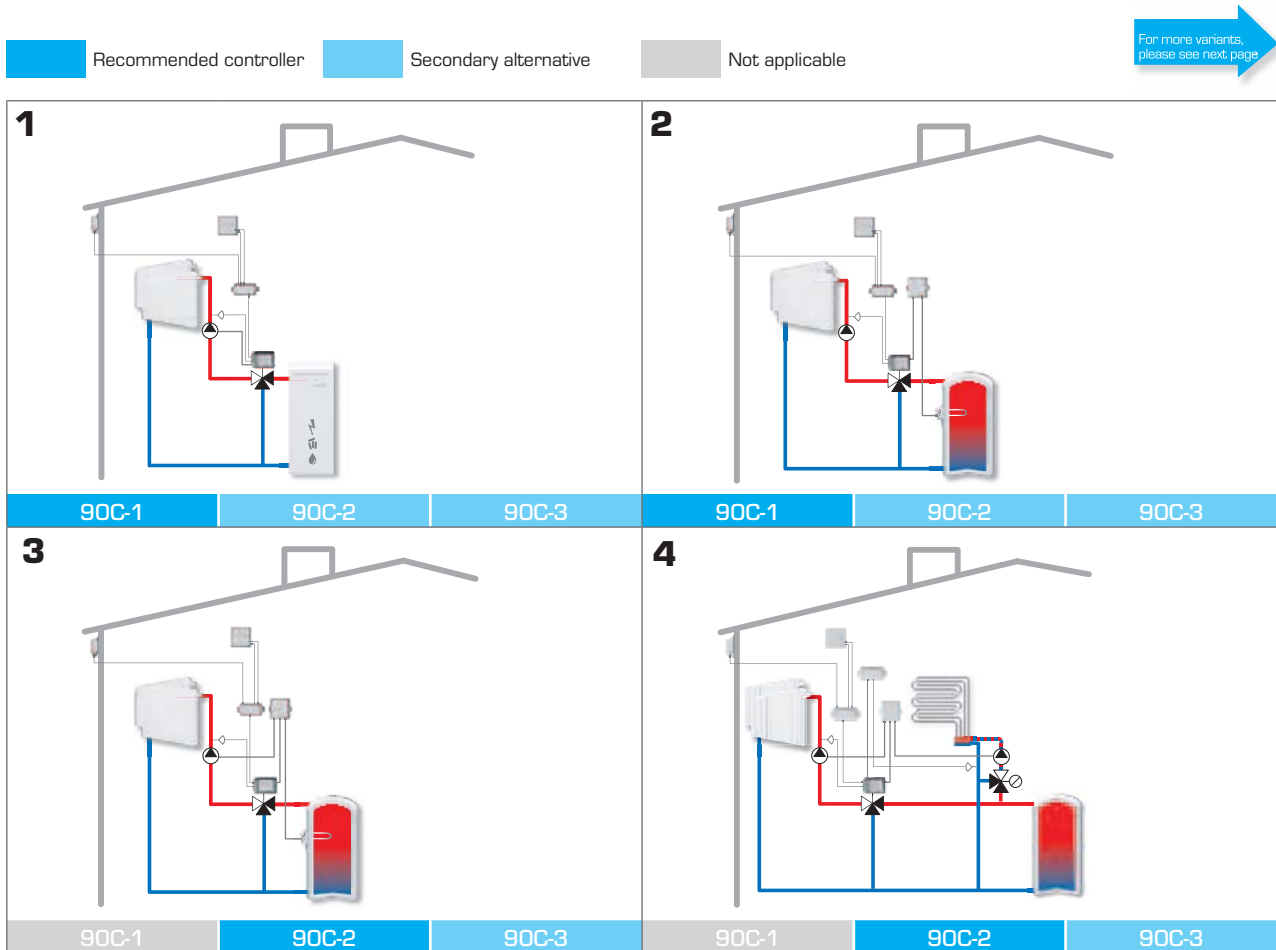 Recommended controller
Secondary alternative
Not applicable
For more variants,
please see next page
1
2
90C-1
90C-2
90C-3
90C-1
90C-2
90C-3
3
4
90C-1
90C-2
90C-3
90C-1
90C-2
90C-3